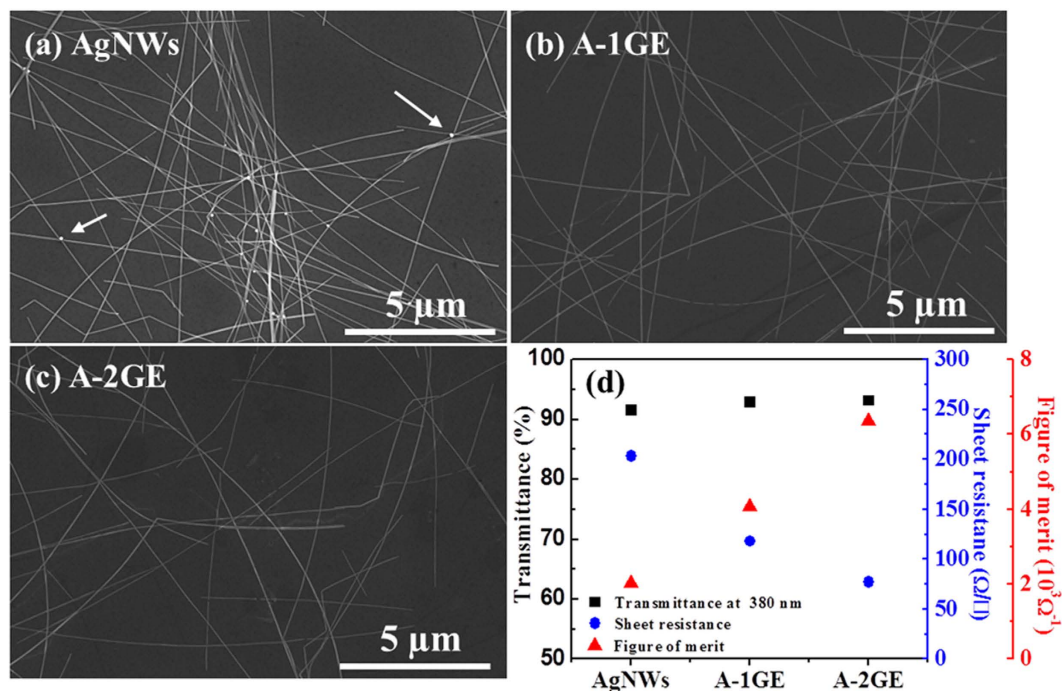 (a) AgNWs
5 μm
(b) A-1GE
5 μm
(c) A-2GE
5 μm
(d)
100
90
80
70
60
50
Transmittance (%)
Transmittance at 380 nm
Sheet resistance
Figure of merit
AgNWs A-1GE A-2GE
300
250
200
150
100
50
0
Sheet resistane (Ω/□)
8
6
4
2
0
Figure of merit (10³Ω⁻¹)